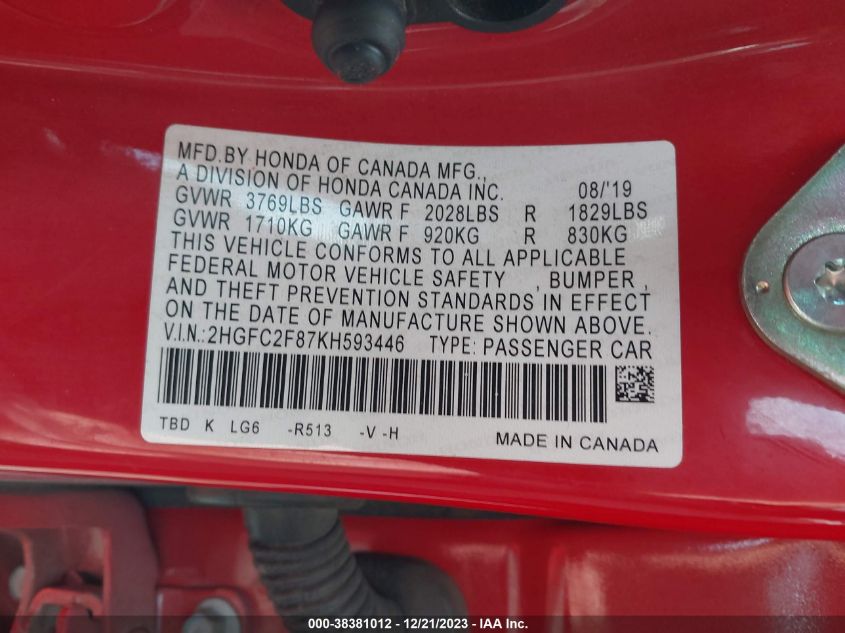 MFD.BY HONDA OF CANADA MFG.,
A DIVISION OF HONDA CANADA INC. 08/'19
GVWR 3769LBS GAWR F 2028LBS R 1829LBS
GVWR 1710KG GAWR F 920KG R 830KG
THIS VEHICLE CONFORMS TO ALL APPLICABLE
FEDERAL MOTOR VEHICLE SAFETY , BUMPER ,
AND THEFT PREVENTION STANDARDS IN EFFECT
ON THE DATE OF MANUFACTURE SHOWN ABOVE.
V.I.N.:2HGFC2F87KH593446 TYPE: PASSENGER CAR
TBD K LG6 -R513 -V -H MADE IN CANADA
000-38381012 - 12/21/2023 - IAA Inc.